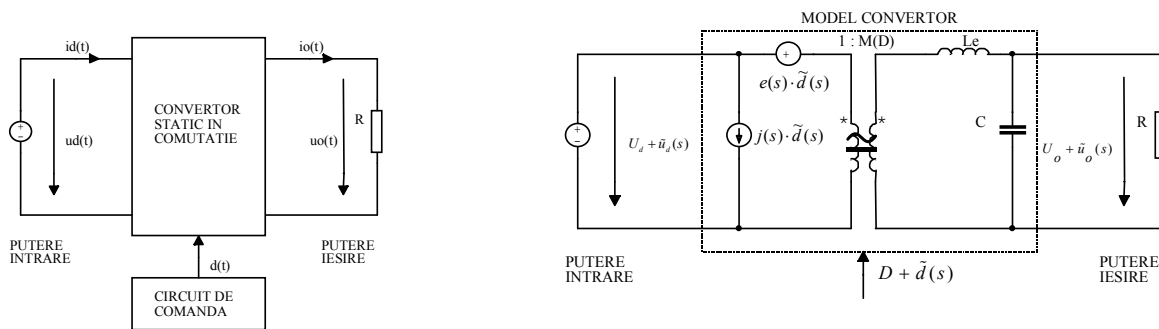 id(t)
io(t)
CONVERTOR
STATIC IN
COMUTATIE
R
ud(t)
uo(t)
PUTERE
INTRARE
PUTERE
IESIRE
d(t)
CIRCUIT DE
COMANDA
MODEL CONVERTOR
1 : M(D)
Le
e(s)·d̃(s)
* *
C
R
U_d + ũ_d(s)
j(s)·d̃(s)
U_o + ũ_o(s)
PUTERE
INTRARE
PUTERE
IESIRE
D + d̃(s)